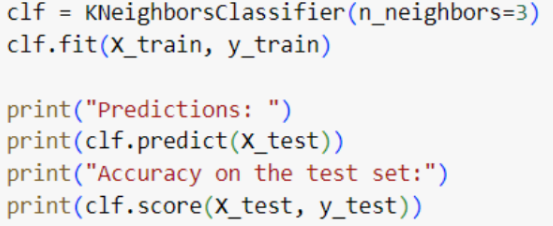 clf = KNeighborsClassifier(n_neighbors=3)
clf.fit(X_train, y_train)

print("Predictions: ")
print(clf.predict(X_test))
print("Accuracy on the test set:")
print(clf.score(X_test, y_test))